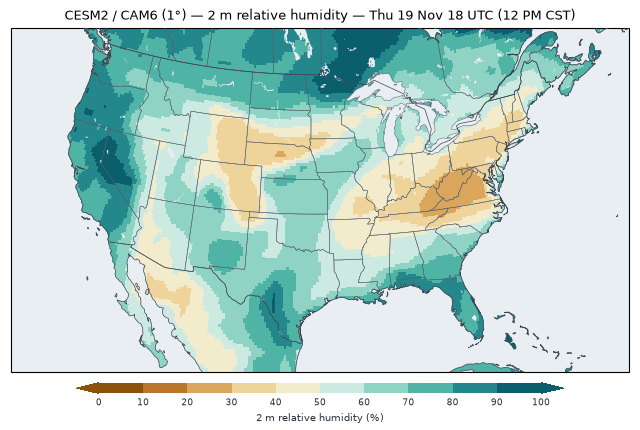 CESM2 / CAM6 (1°) — 2 m relative humidity — Thu 19 Nov 18 UTC (12 PM CST)
0 10 20 30 40 50 60 70 80 90 100
2 m relative humidity (%)